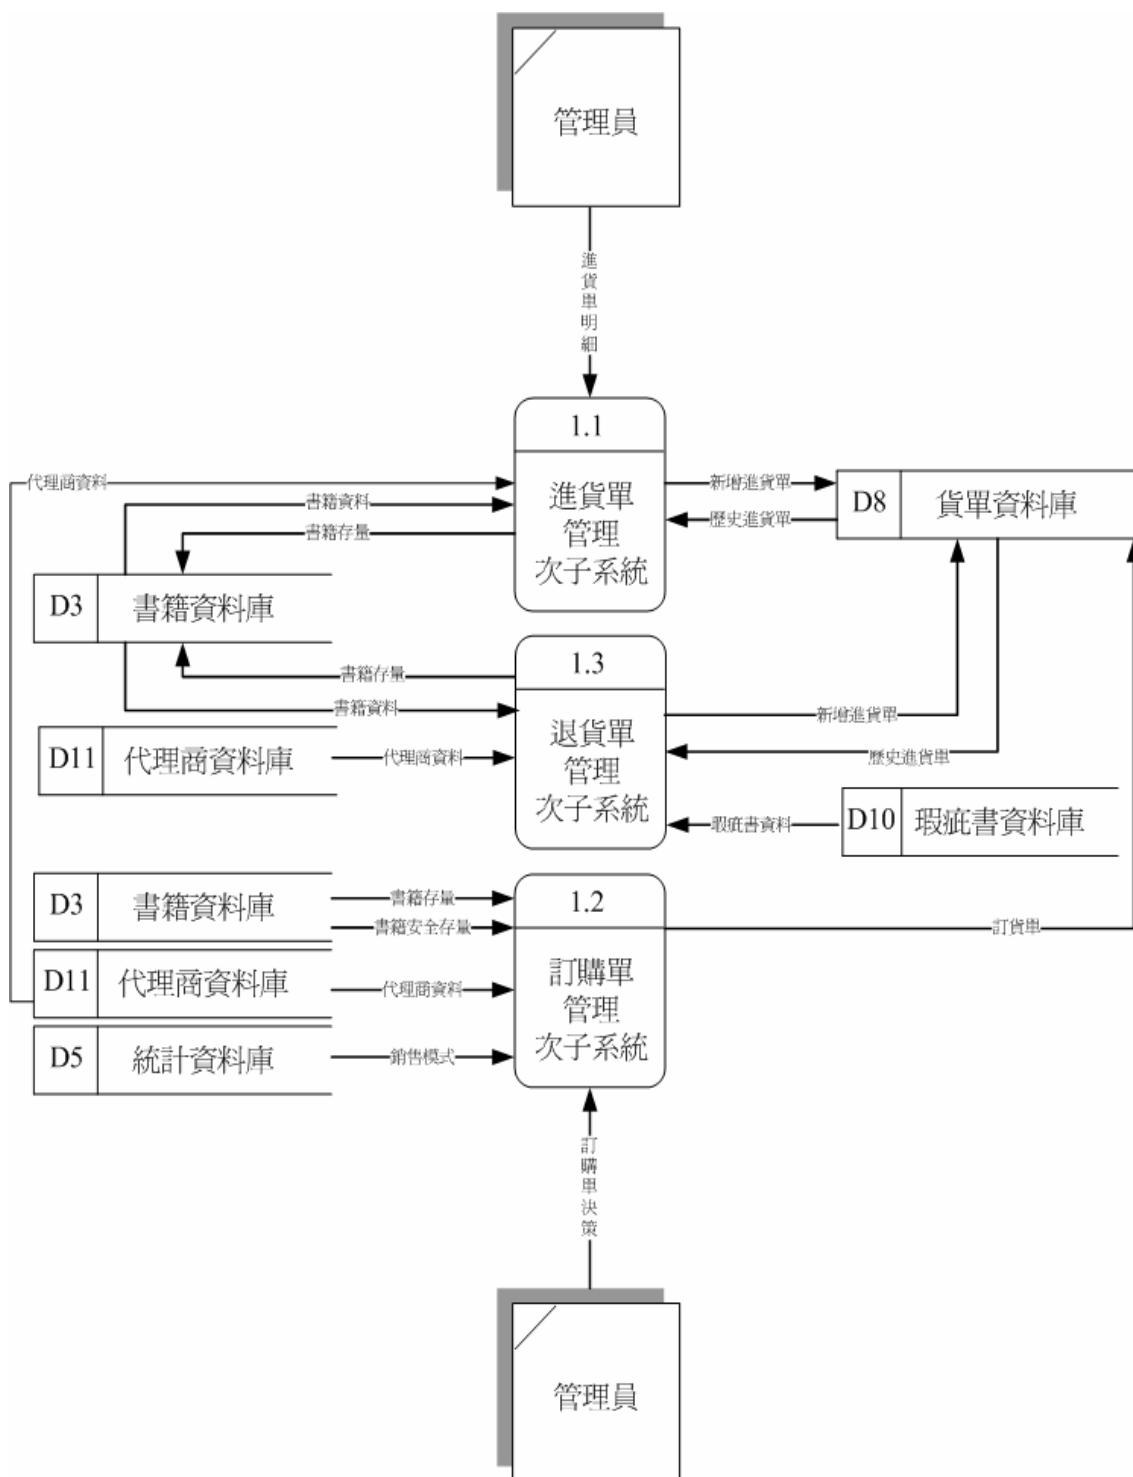 管理員
進貨單明細
1.1
進貨單
管理
次子系統
代理商資料
書籍資料
書籍存量
新增進貨單
歷史進貨單
D8 貨單資料庫
D3 書籍資料庫
1.3
退貨單
管理
次子系統
書籍存量
書籍資料
新增進貨單
歷史進貨單
D11 代理商資料庫
代理商資料
瑕疵書資料
D10 瑕疵書資料庫
D3 書籍資料庫
書籍存量
書籍安全存量
1.2
訂購單
管理
次子系統
訂貨單
D11 代理商資料庫
代理商資料
D5 統計資料庫
銷售模式
訂購單決策
管理員